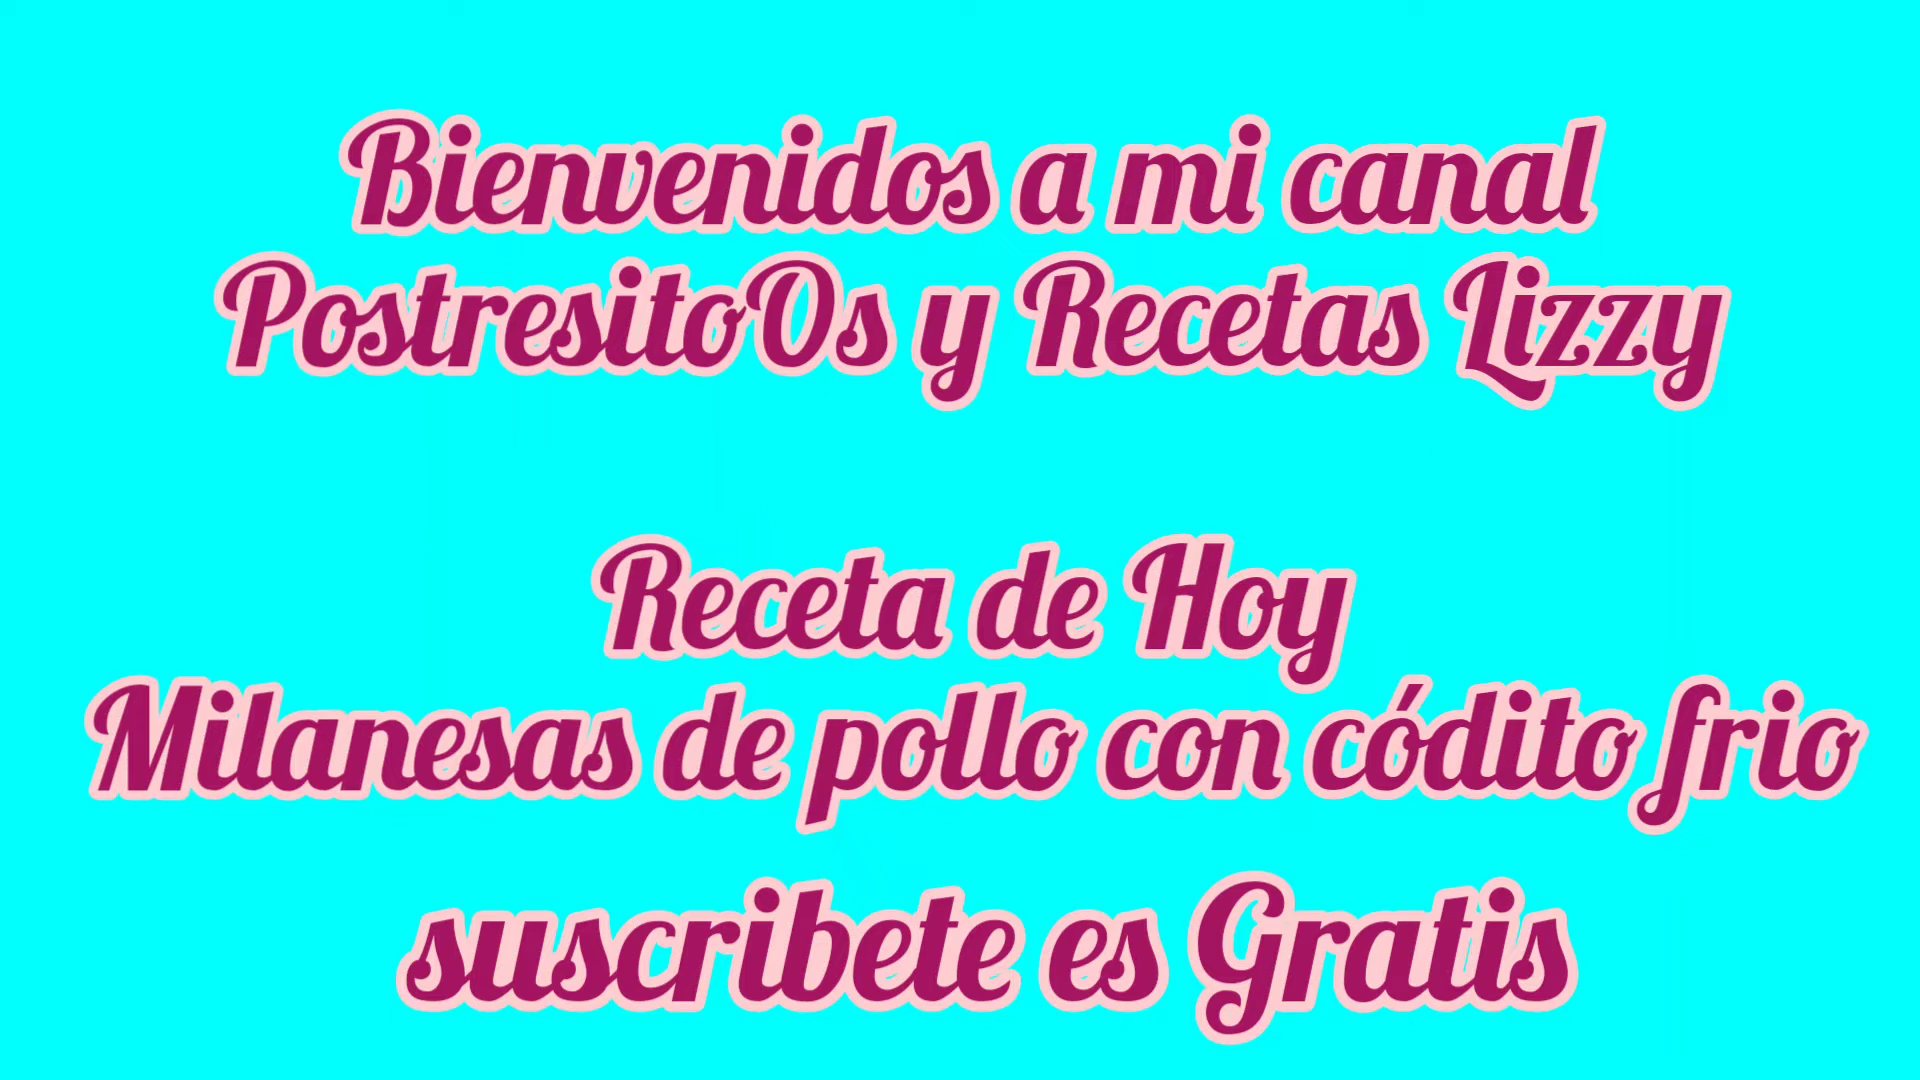 Bienvenidos a mi canal
PostresitoOs y Recetas Lizzy
Receta de Hoy
Milanesas de pollo con códito frio
suscribete es Gratis